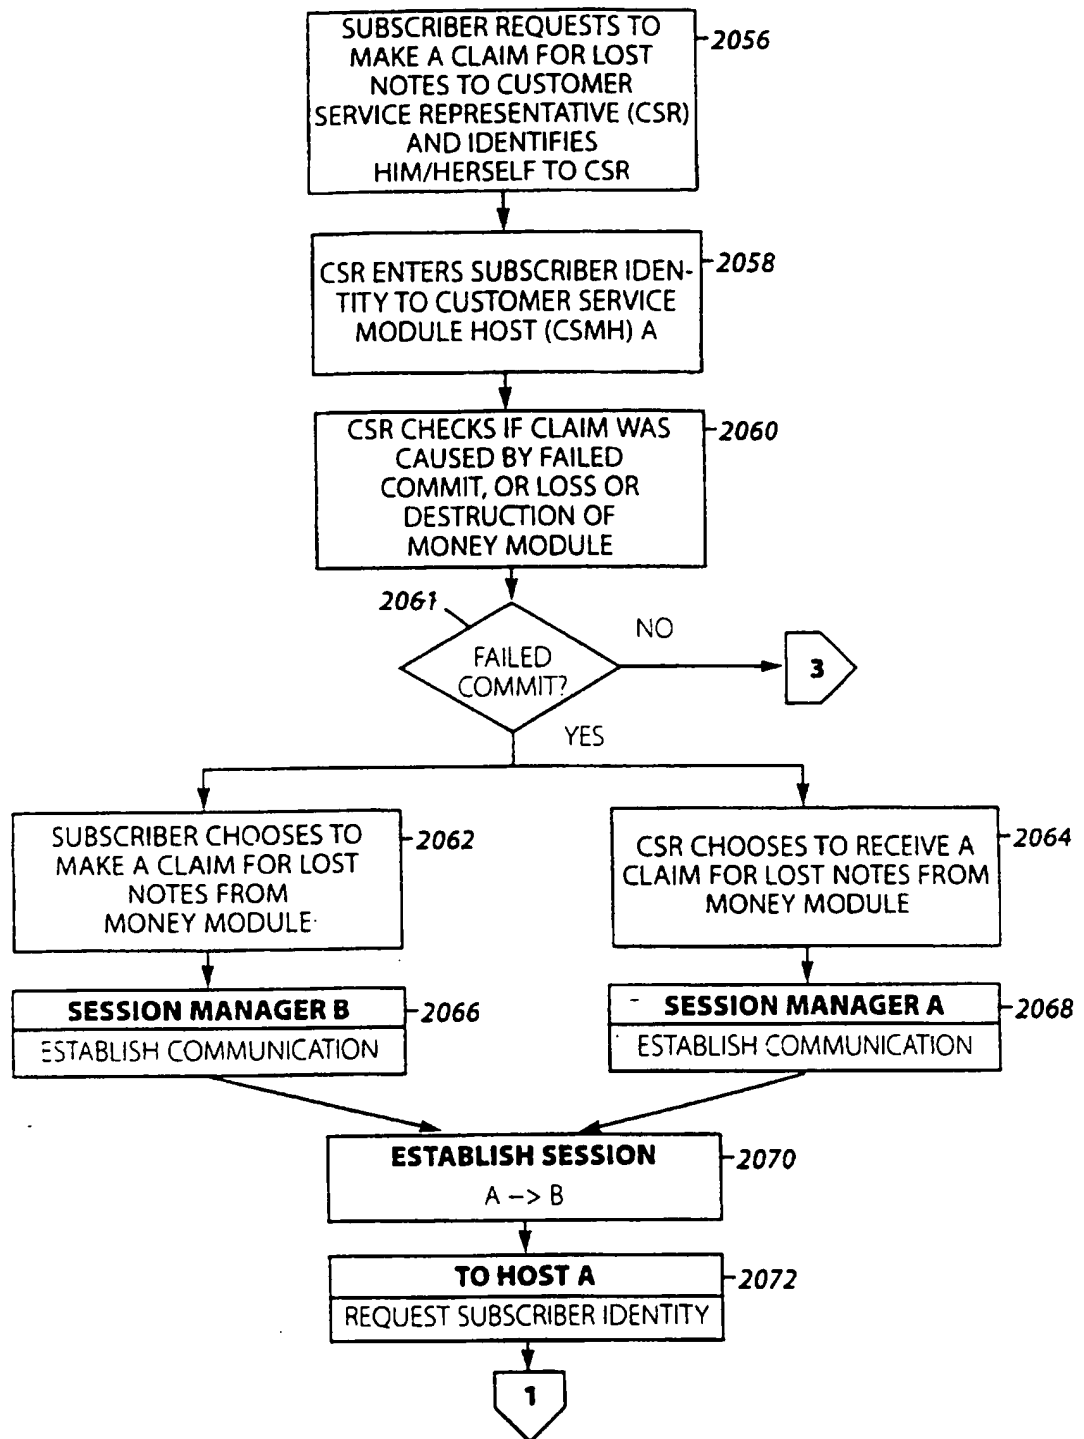 SUBSCRIBER REQUESTS TO
MAKE A CLAIM FOR LOST
NOTES TO CUSTOMER
SERVICE REPRESENTATIVE (CSR)
AND IDENTIFIES
HIM/HERSELF TO CSR
2056
CSR ENTERS SUBSCRIBER IDEN-
TITY TO CUSTOMER SERVICE
MODULE HOST (CSMH) A
2058
CSR CHECKS IF CLAIM WAS
CAUSED BY FAILED
COMMIT, OR LOSS OR
DESTRUCTION OF
MONEY MODULE
2060
2061
FAILED
COMMIT?
NO
3
YES
SUBSCRIBER CHOOSES TO
MAKE A CLAIM FOR LOST
NOTES FROM
MONEY MODULE
2062
CSR CHOOSES TO RECEIVE A
CLAIM FOR LOST NOTES FROM
MONEY MODULE
2064
SESSION MANAGER B
2066
ESTABLISH COMMUNICATION
SESSION MANAGER A
2068
ESTABLISH COMMUNICATION
ESTABLISH SESSION
2070
A –> B
TO HOST A
2072
REQUEST SUBSCRIBER IDENTITY
1